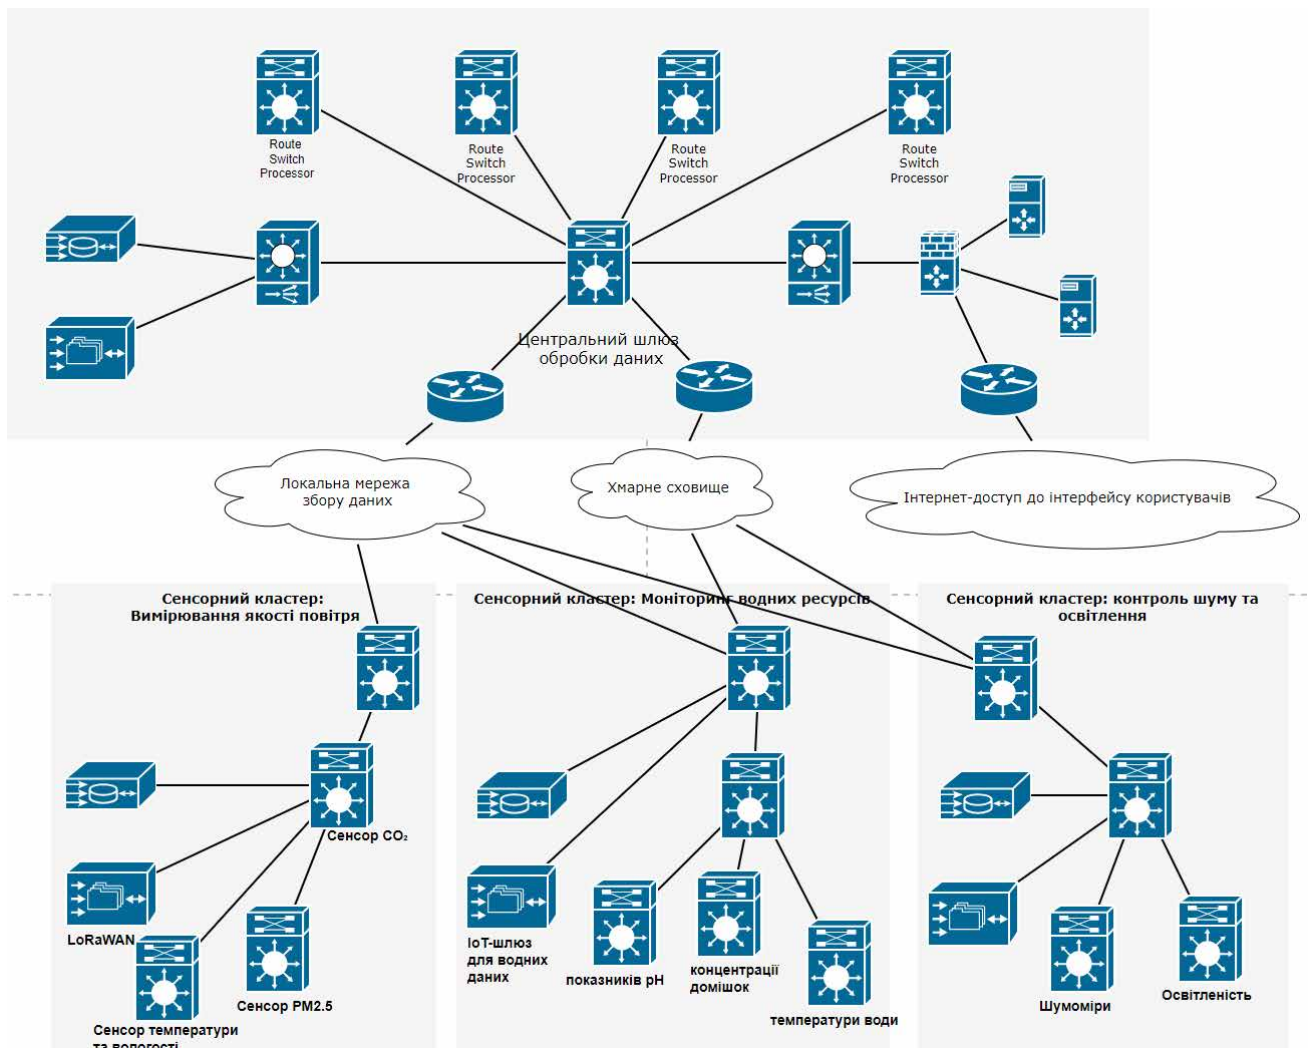 Route
Switch
Processor
Route
Switch
Processor
Route
Switch
Processor
Route
Switch
Processor
Центральний шлюз
обробки даних
Локальна мережа
збору даних
Хмарне сховище
Інтернет-доступ до інтерфейсу користувачів
Сенсорний кластер:
Вимірювання якості повітря
Сенсорний кластер: Моніторинг водних ресурсів
Сенсорний кластер: контроль шуму та
освітлення
Сенсор CO₂
LoRaWAN
Сенсор PM2.5
Сенсор температури
та вологості
IoT-шлюз
для водних
даних
показників pH
концентрації
домішок
температури води
Шумоміри
Освітленість